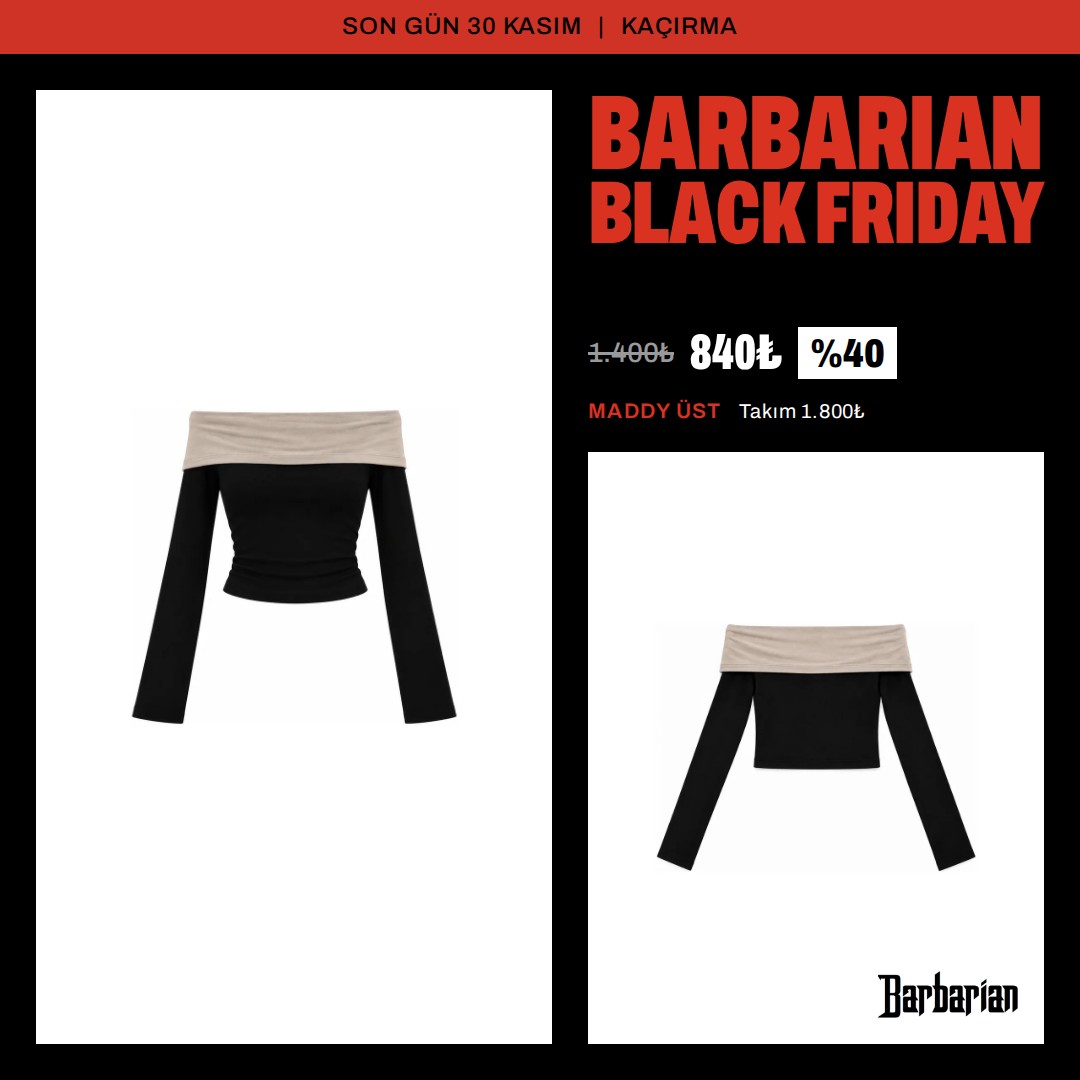 SON GÜN 30 KASIM | KAÇIRMA
BARBARIAN
BLACK FRIDAY
1.400₺ 840₺ %40
MADDY ÜST Takım 1.800₺
Barbarian